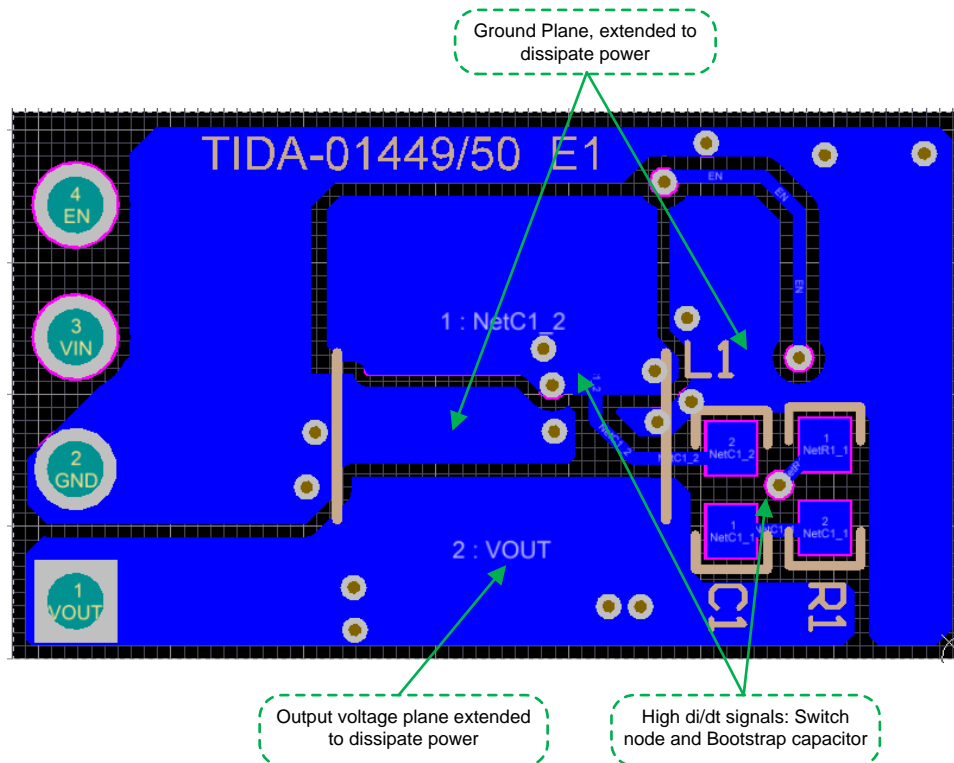 Ground Plane, extended to
dissipate power
TIDA-01449/50 E1
4
EN
EN
EN
EN
3
VIN
1 : NetC1_2
L1
NetC1_2
NetC1_2
2
NetC1_2
1
NetR1_1
2
GND
1
NetC1_1
2
NetC1_1
2 : VOUT
1
VOUT
C1
R1
Output voltage plane extended
to dissipate power
High di/dt signals: Switch
node and Bootstrap capacitor